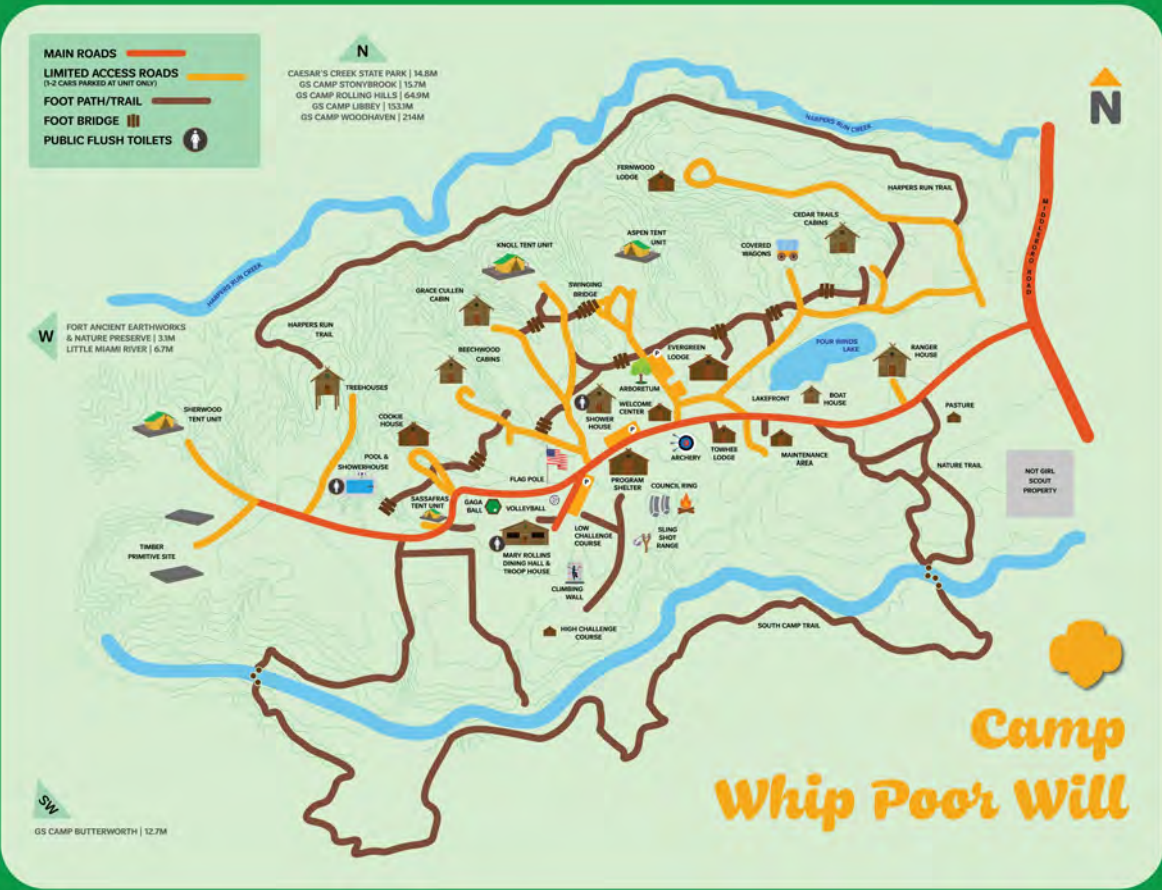 MAIN ROADS
LIMITED ACCESS ROADS
(1-2 CARS PARKED AT UNIT ONLY)
FOOT PATH/TRAIL
FOOT BRIDGE
PUBLIC FLUSH TOILETS
N
CAESAR'S CREEK STATE PARK | 14.8M
GS CAMP STONYBROOK | 15.7M
GS CAMP ROLLING HILLS | 64.9M
GS CAMP LIBBEY | 153.1M
GS CAMP WOODHAVEN | 214M
N
HARPERS RUN CREEK
FERNWOOD
LODGE
HARPERS RUN TRAIL
MIDDLEBORO ROAD
CEDAR TRAILS
CABINS
ASPEN TENT
UNIT
COVERED
WAGONS
KNOLL TENT UNIT
HARPERS RUN CREEK
SWINGING
BRIDGE
GRACE CULLEN
CABIN
W
FORT ANCIENT EARTHWORKS
& NATURE PRESERVE | 3.1M
LITTLE MIAMI RIVER | 6.7M
HARPERS RUN
TRAIL
FOUR WINDS
LAKE
RANGER
HOUSE
BEECHWOOD
CABINS
P
EVERGREEN
LODGE
TREEHOUSES
ARBORETUM
LAKEFRONT
BOAT
HOUSE
PASTURE
SHERWOOD
TENT UNIT
COOKIE
HOUSE
SHOWER
HOUSE
WELCOME
CENTER
P
ARCHERY
TOWHEE
LODGE
MAINTENANCE
AREA
POOL &
SHOWERHOUSE
FLAG POLE
PROGRAM
SHELTER
COUNCIL RING
NATURE TRAIL
NOT GIRL
SCOUT
PROPERTY
P
SASSAFRAS
TENT UNIT
GAGA
BALL
VOLLEYBALL
LOW
CHALLENGE
COURSE
SLING
SHOT
RANGE
TIMBER
PRIMITIVE SITE
MARY ROLLINS
DINING HALL &
TROOP HOUSE
CLIMBING
WALL
HIGH CHALLENGE
COURSE
SOUTH CAMP TRAIL
Camp
Whip Poor Will
SW
GS CAMP BUTTERWORTH | 12.7M